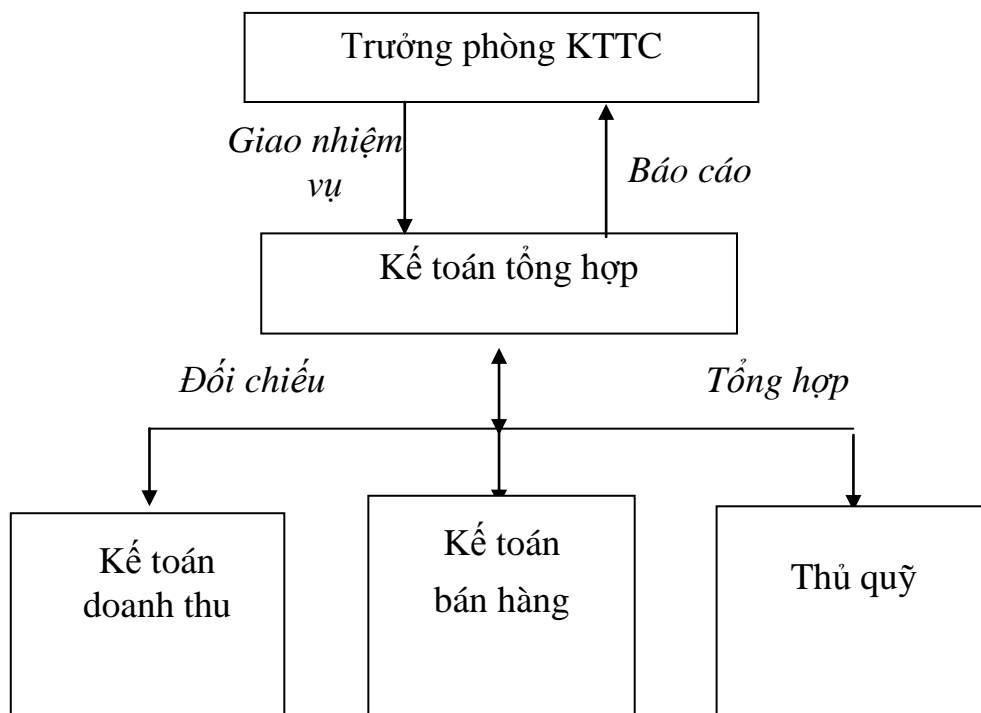 Trưởng phòng KTTC
Giao nhiệm
vụ
Báo cáo
Kế toán tổng hợp
Đối chiếu
Tổng hợp
Kế toán
doanh thu
Kế toán
bán hàng
Thủ quỹ